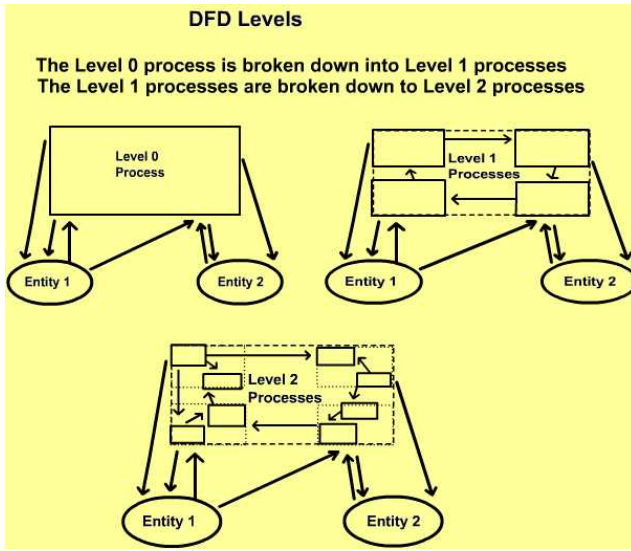 DFD Levels
The Level 0 process is broken down into Level 1 processes
The Level 1 processes are broken down to Level 2 processes
Level 0
Process
Entity 1
Entity 2
Level 1
Processes
Entity 1
Entity 2
Level 2
Processes
Entity 1
Entity 2